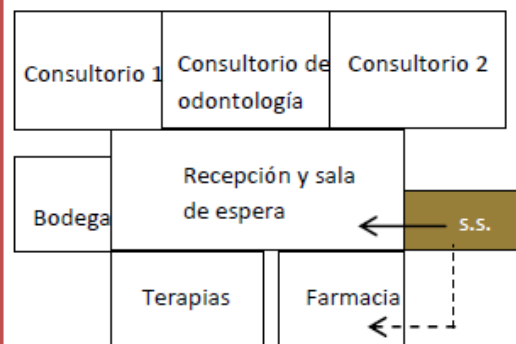 Consultorio 1
Consultorio de
odontología
Consultorio 2
Recepción y sala
de espera
Bodega
s.s.
Terapias
Farmacia